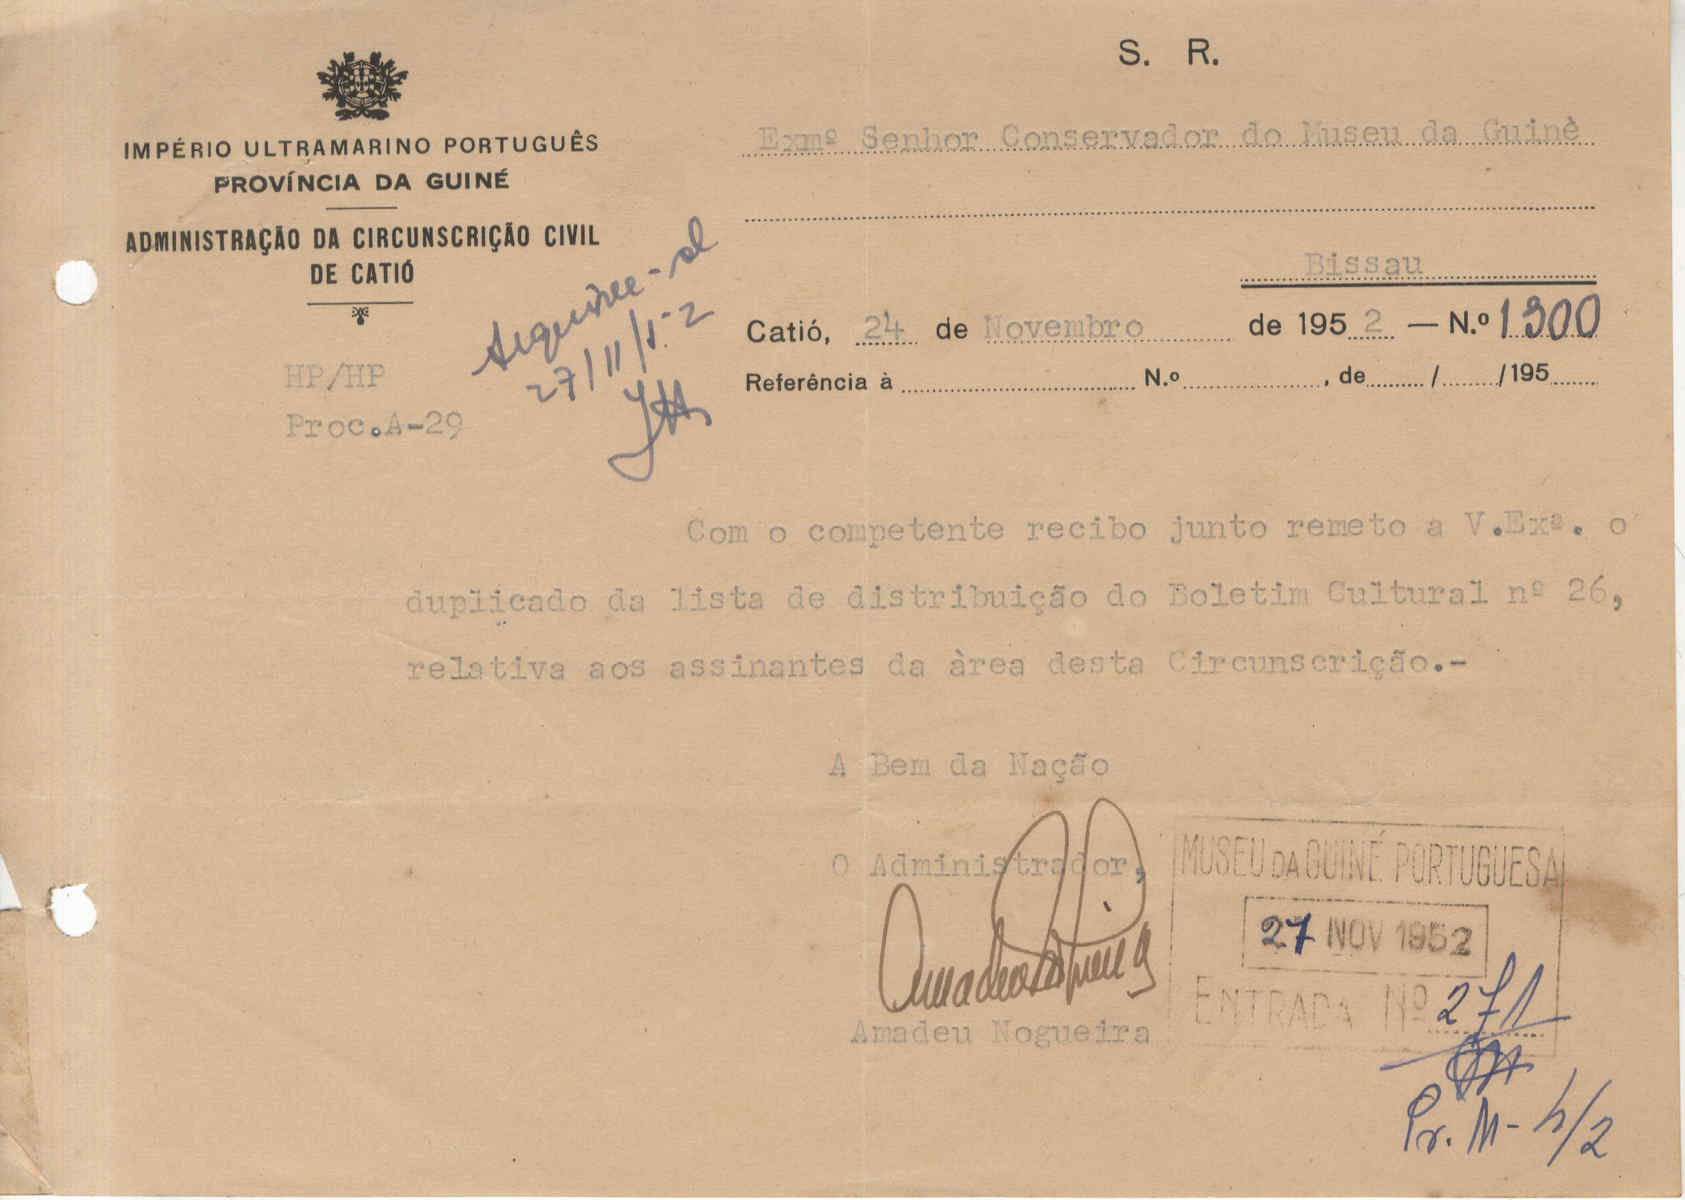 S. R.
IMPÉRIO ULTRAMARINO PORTUGUÊS
PROVÍNCIA DA GUINÉ
ADMINISTRAÇÃO DA CIRCUNSCRIÇÃO CIVIL
DE CATIÓ
Exmº Senhor Conservador do Museu da Guinè
Bissau
Catió, 24 de Novembro de 1952 — N.º 1300
Referência à N.º , de / /195
Arquive-se
27/11/52
HP/HP
Proc.A-29
Com o competente recibo junto remeto a V.Exª. o
duplicado da lista de distribuição do Boletim Cultural nº 26,
relativa aos assinantes da àrea desta Circunscrição.-
A Bem da Nação
O Administrador,
Amadeu Nogueira
MUSEU DA GUINÉ PORTUGUESA
27 NOV 1952
ENTRADA Nº 271
Pr. M-